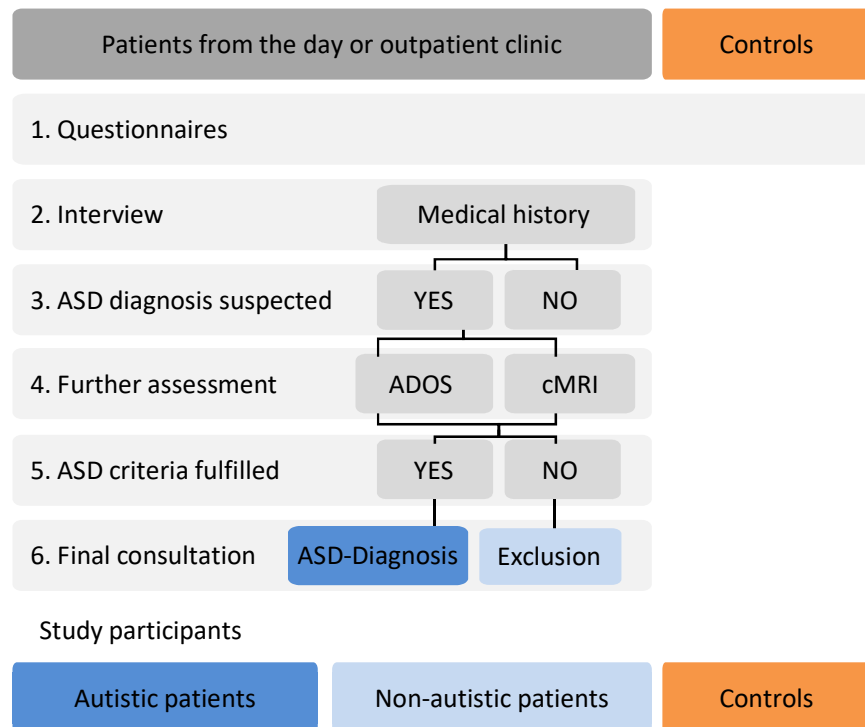 Patients from the day or outpatient clinic
Controls
1. Questionnaires
2. Interview
Medical history
3. ASD diagnosis suspected
YES
NO
4. Further assessment
ADOS
cMRI
5. ASD criteria fulfilled
YES
NO
6. Final consultation
ASD-Diagnosis
Exclusion
Study participants
Autistic patients
Non-autistic patients
Controls